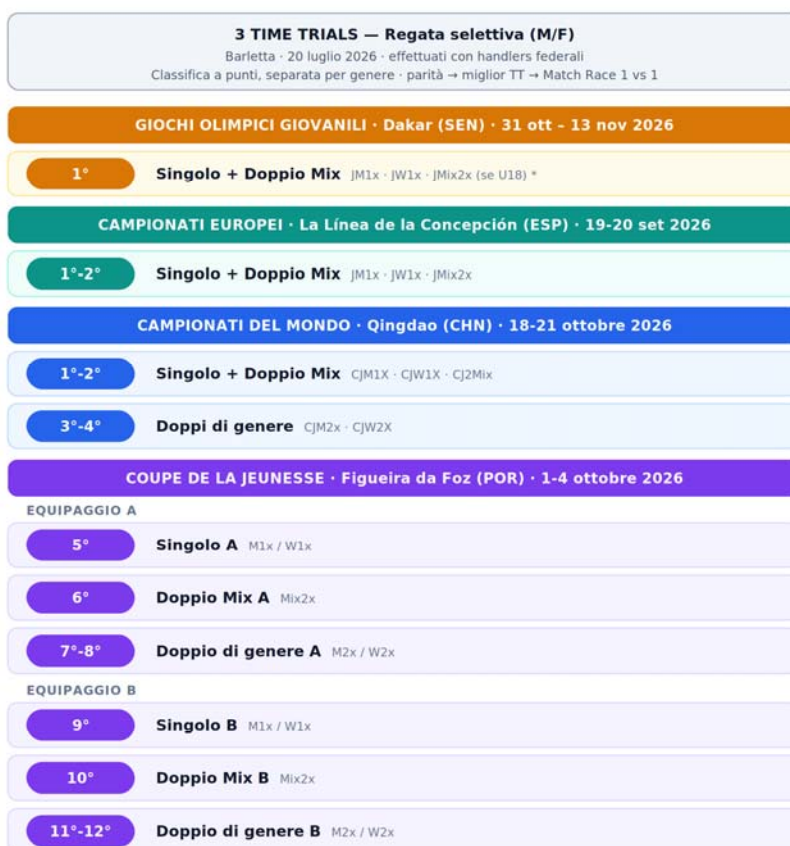 3 TIME TRIALS — Regata selettiva (M/F)
Barletta · 20 luglio 2026 · effettuati con handlers federali
Classifica a punti, separata per genere · parità → miglior TT → Match Race 1 vs 1
GIOCHI OLIMPICI GIOVANILI · Dakar (SEN) · 31 ott – 13 nov 2026
1° Singolo + Doppio Mix JM1x · JW1x · JMix2x (se U18) *
CAMPIONATI EUROPEI · La Línea de la Concepción (ESP) · 19-20 set 2026
1°-2° Singolo + Doppio Mix JM1x · JW1x · JMix2x
CAMPIONATI DEL MONDO · Qingdao (CHN) · 18-21 ottobre 2026
1°-2° Singolo + Doppio Mix CJM1X · CJW1X · CJ2Mix
3°-4° Doppi di genere CJM2x · CJW2X
COUPE DE LA JEUNESSE · Figueira da Foz (POR) · 1-4 ottobre 2026
EQUIPAGGIO A
5° Singolo A M1x / W1x
6° Doppio Mix A Mix2x
7°-8° Doppio di genere A M2x / W2x
EQUIPAGGIO B
9° Singolo B M1x / W1x
10° Doppio Mix B Mix2x
11°-12° Doppio di genere B M2x / W2x